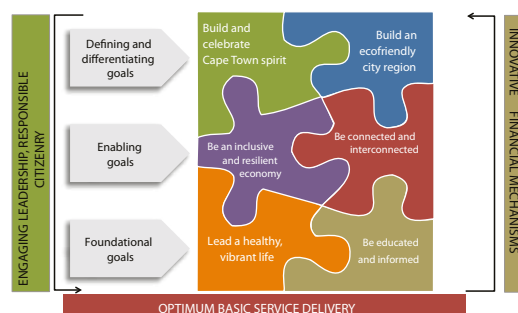 ENGAGING LEADERSHIP, RESPONSIBLE
CITIZENRY
Defining and
differentiating
goals
Build and
celebrate
Cape Town spirit
Build an
ecofriendly
city region
Enabling
goals
Be an inclusive
and resilient
economy
Be connected and
interconnected
Foundational
goals
Lead a healthy,
vibrant life
Be educated
and informed
INNOVATIVE FINANCIAL MECHANISMS
OPTIMUM BASIC SERVICE DELIVERY